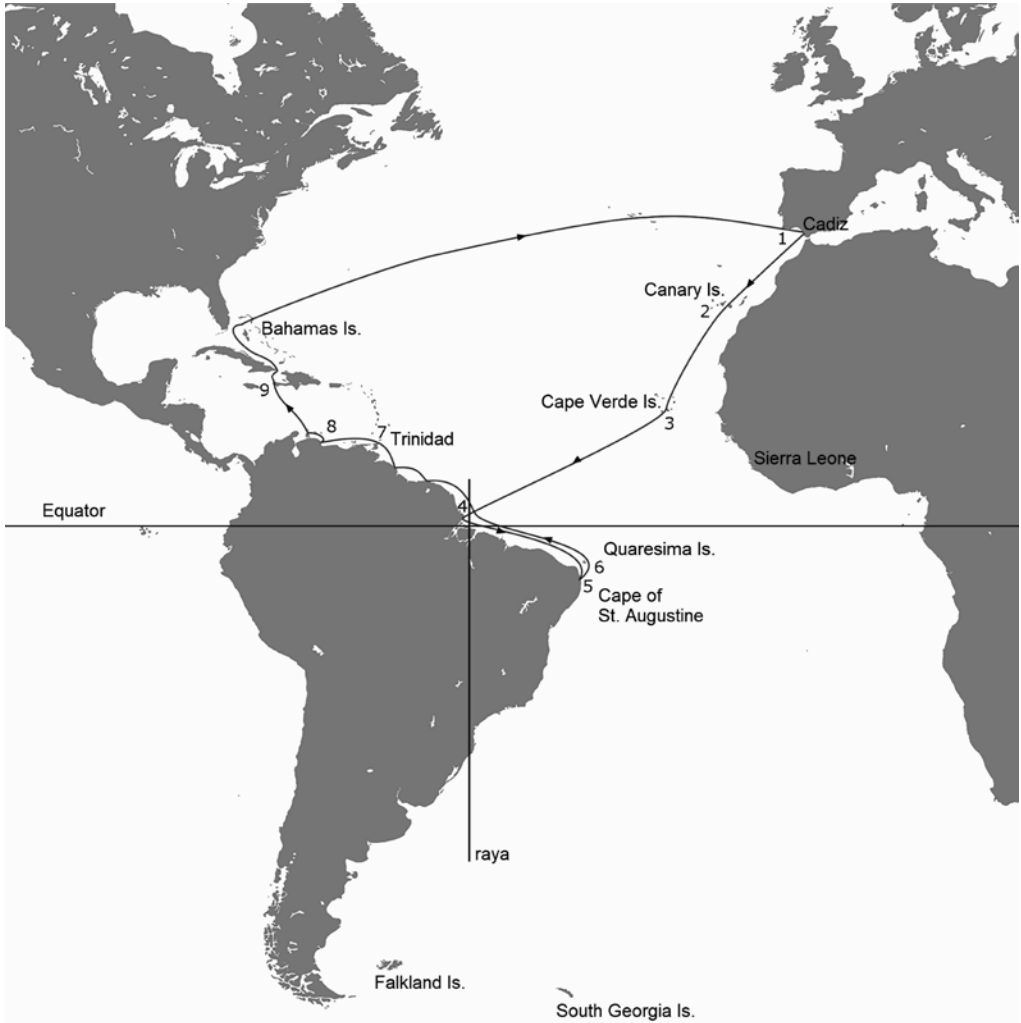 Cadiz
1
Canary Is.
2
Bahamas Is.
9
Cape Verde Is.
3
8
7
Trinidad
Sierra Leone
4
Equator
Quaresima Is.
6
5
Cape of
St. Augustine
raya
Falkland Is.
South Georgia Is.